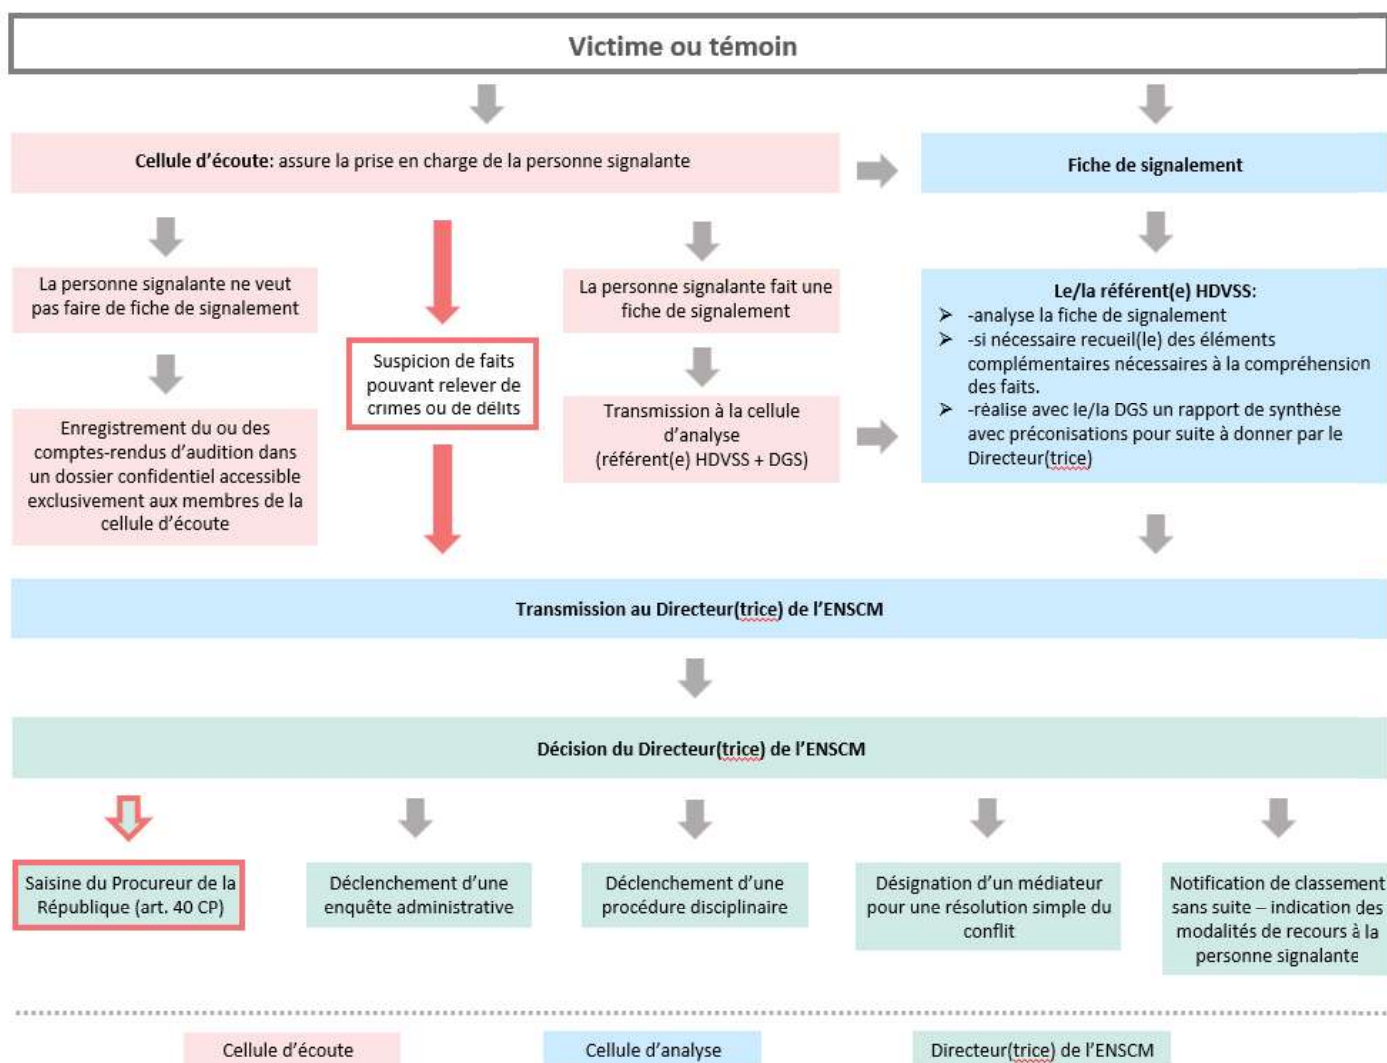 Victime ou témoin
Cellule d'écoute: assure la prise en charge de la personne signalante
Fiche de signalement
La personne signalante ne veut
pas faire de fiche de signalement
Enregistrement du ou des
comptes-rendus d'audition dans
un dossier confidentiel accessible
exclusivement aux membres de la
cellule d'écoute
Suspicion de faits
pouvant relever de
crimes ou de délits
La personne signalante fait une
fiche de signalement
Transmission à la cellule
d'analyse
(référent(e) HDVSS + DGS)
Le/la référent(e) HDVSS:
➢ -analyse la fiche de signalement
➢ -si nécessaire recueil(le) des éléments
complémentaires nécessaires à la compréhension
des faits.
➢ -réalise avec le/la DGS un rapport de synthèse
avec préconisations pour suite à donner par le
Directeur(trice)
Transmission au Directeur(trice) de l'ENSCM
Décision du Directeur(trice) de l'ENSCM
Saisine du Procureur de la
République (art. 40 CP)
Déclenchement d'une
enquête administrative
Déclenchement d'une
procédure disciplinaire
Désignation d'un médiateur
pour une résolution simple du
conflit
Notification de classement
sans suite – indication des
modalités de recours à la
personne signalante
Cellule d'écoute
Cellule d'analyse
Directeur(trice) de l'ENSCM